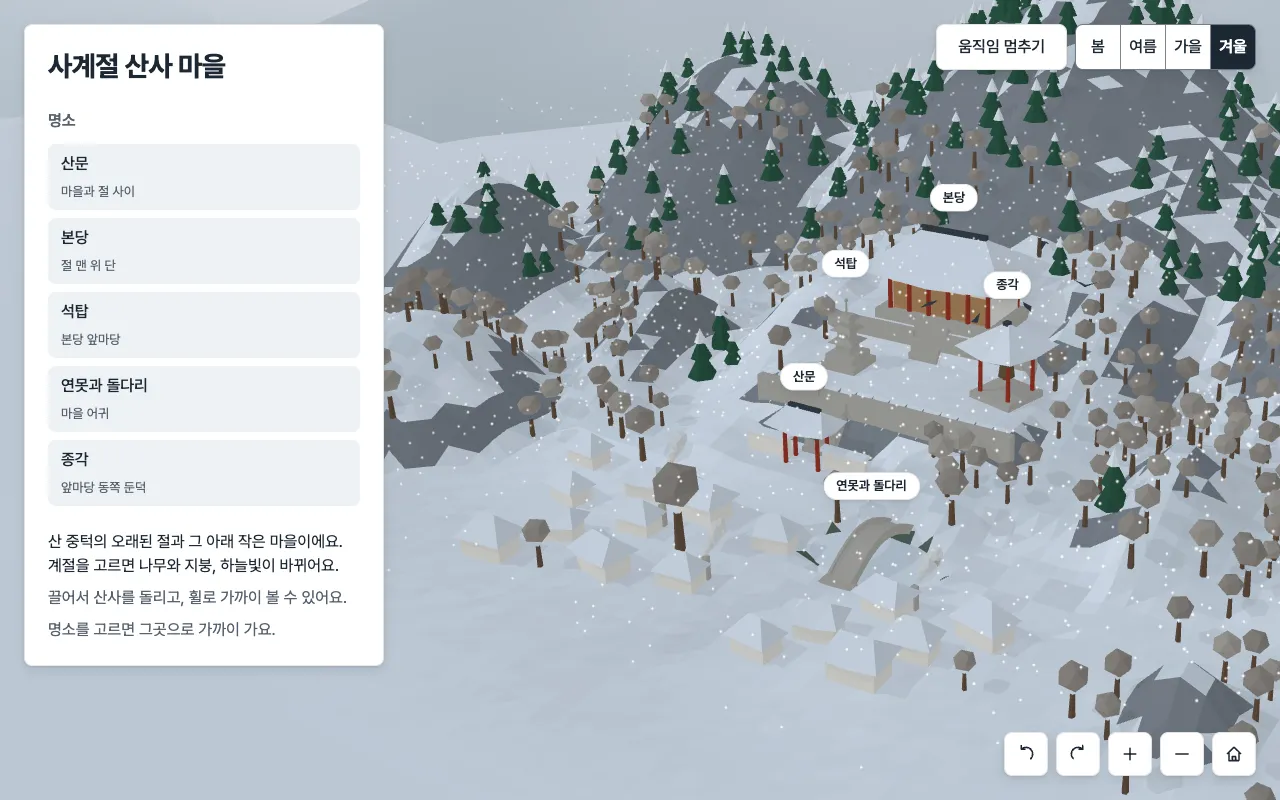 사계절 산사 마을
명소
산문
마을과 절 사이
본당
절 맨 위 단
석탑
본당 앞마당
연못과 돌다리
마을 어귀
종각
앞마당 동쪽 둔덕
산 중턱의 오래된 절과 그 아래 작은 마을이에요.
계절을 고르면 나무와 지붕, 하늘빛이 바뀌어요.
끌어서 산사를 돌리고, 휠로 가까이 볼 수 있어요.
명소를 고르면 그곳으로 가까이 가요.
움직임 멈추기
봄 여름 가을 겨울
본당
석탑
종각
산문
연못과 돌다리